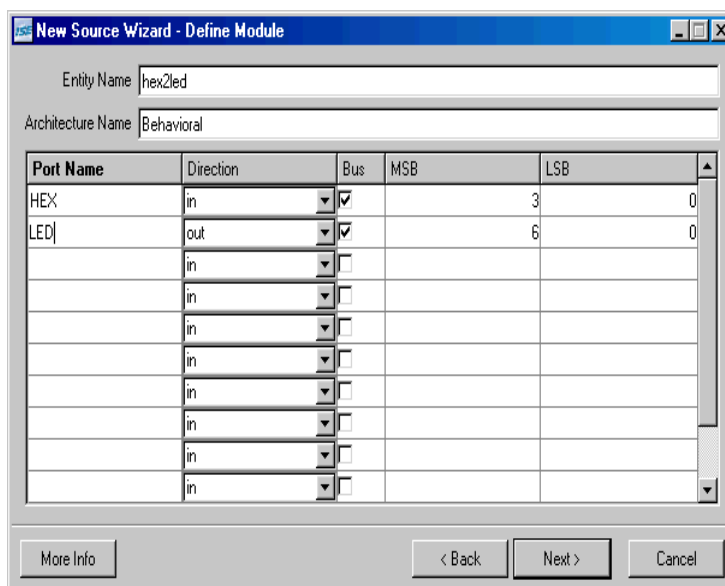 ISE New Source Wizard - Define Module
Entity Name hex2led
Architecture Name Behavioral
Port Name Direction Bus MSB LSB
HEX in 3 0
LED out 6 0
in
in
in
in
in
in
in
in
More Info < Back Next > Cancel